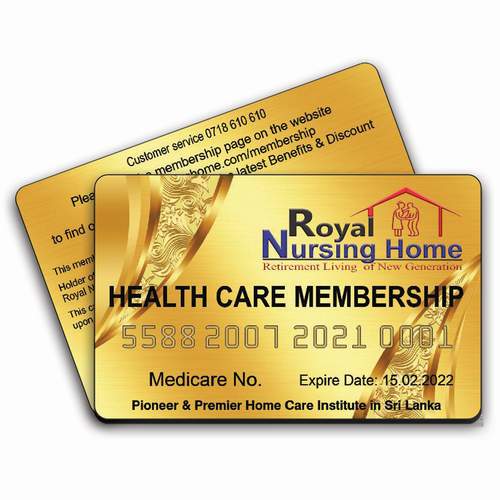 Customer service 0718 610 610
Plea
membership page on the website
home.com/membership
to find o
latest Benefits & Discount
This mem
Holder of
Royal N
This ca
upon
Royal
Nursing Home
Retirement Living of New Generation
HEALTH CARE MEMBERSHIP
5588 2007 2021 0001
Medicare No.
Expire Date: 15.02.2022
Pioneer & Premier Home Care Institute in Sri Lanka